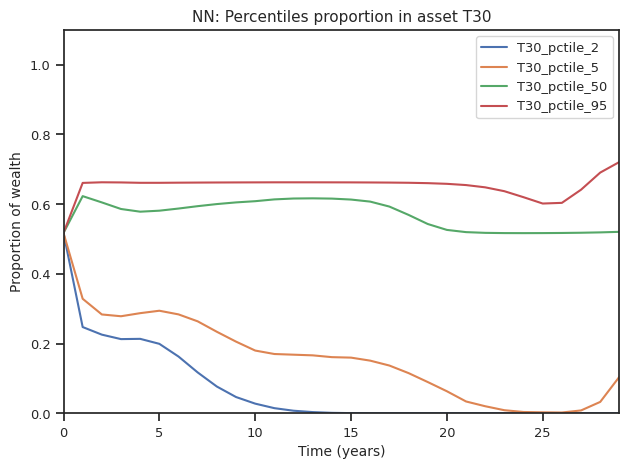 NN: Percentiles proportion in asset T30
T30_pctile_2
T30_pctile_5
T30_pctile_50
T30_pctile_95
Proportion of wealth
1.0
0.8
0.6
0.4
0.2
0.0
0 5 10 15 20 25
Time (years)